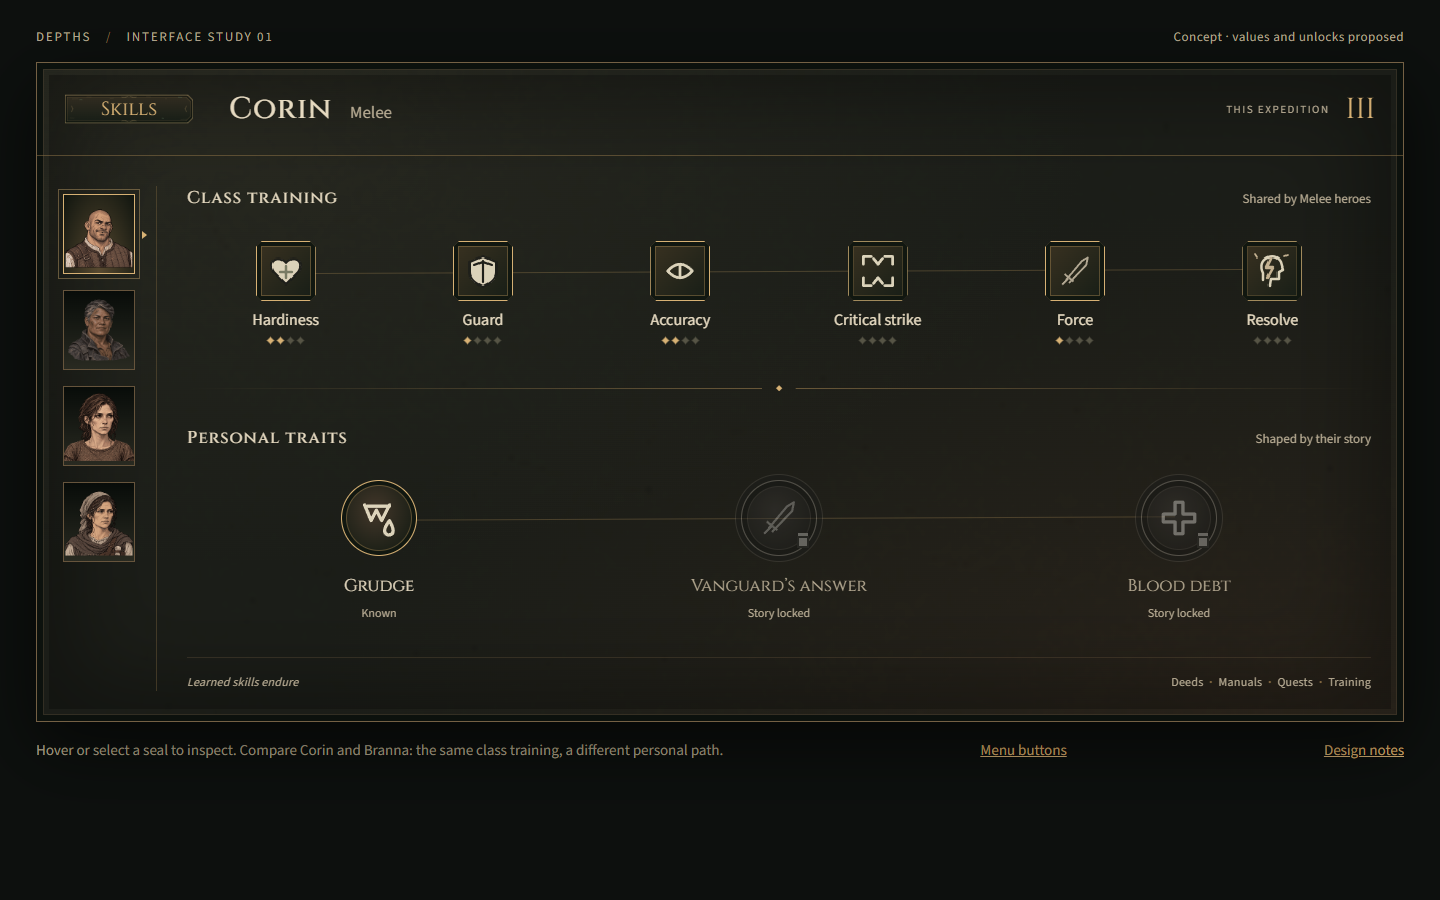 DEPTHS / INTERFACE STUDY 01
Concept · values and unlocks proposed
SKILLS
CORIN Melee
THIS EXPEDITION III
CLASS TRAINING
Shared by Melee heroes
Hardiness
Guard
Accuracy
Critical strike
Force
Resolve
PERSONAL TRAITS
Shaped by their story
GRUDGE
VANGUARD'S ANSWER
BLOOD DEBT
Known
Story locked
Story locked
Learned skills endure
Deeds · Manuals · Quests · Training
Hover or select a seal to inspect. Compare Corin and Branna: the same class training, a different personal path.
Menu buttons
Design notes